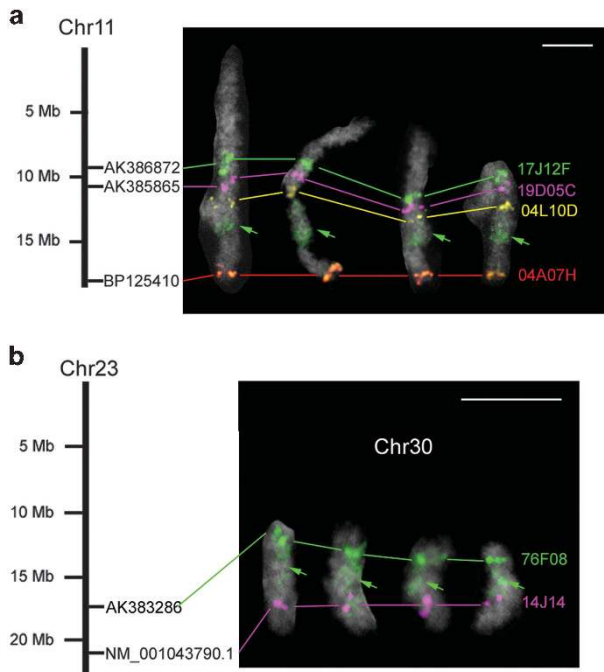 a
Chr11
5 Mb
AK386872
10 Mb
AK385865
15 Mb
BP125410
17J12F
19D05C
04L10D
04A07H
b
Chr23
5 Mb
10 Mb
15 Mb
AK383286
20 Mb
NM_001043790.1
Chr30
76F08
14J14